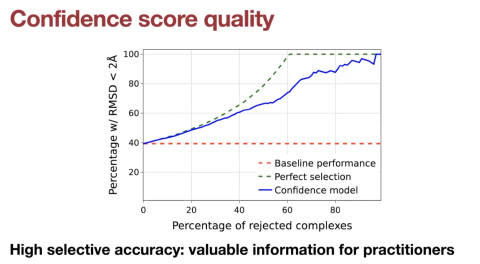 Confidence score quality
Percentage w/ RMSD < 2Å
100
80
60
40
20
0
20
40
60
80
Baseline performance
Perfect selection
Confidence model
Percentage of rejected complexes
High selective accuracy: valuable information for practitioners